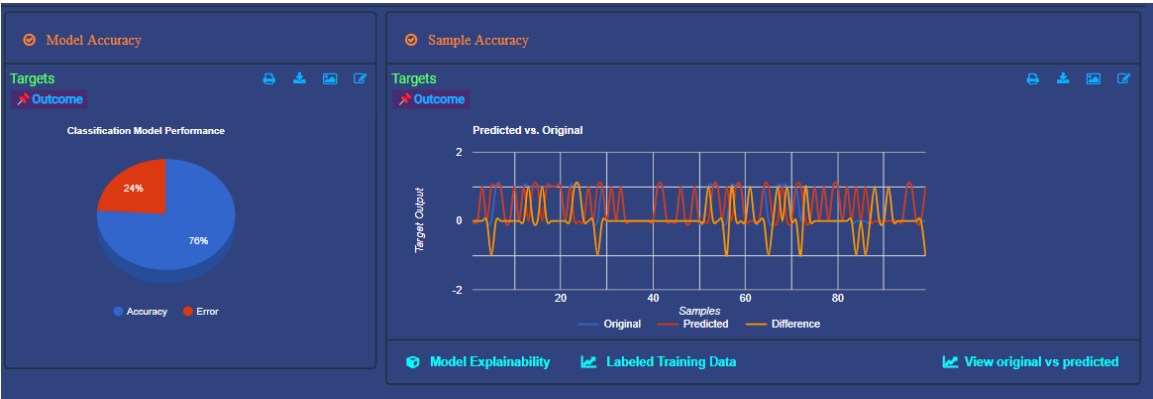 Model Accuracy
Targets
Outcome
Classification Model Performance
24%
76%
Accuracy
Error
Sample Accuracy
Targets
Outcome
Predicted vs. Original
2
0
-2
Target Output
20
40
60
80
Samples
Original
Predicted
Difference
Model Explainability
Labeled Training Data
View original vs predicted